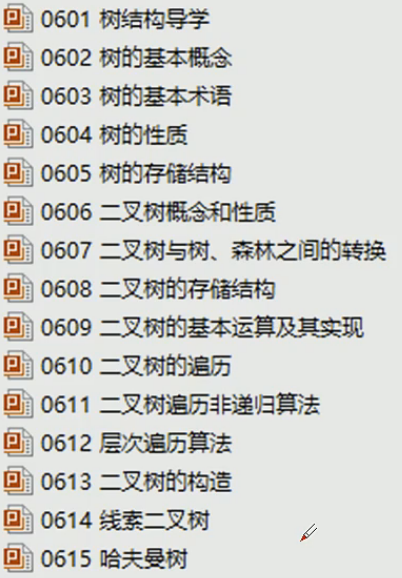 0601 树结构导学
0602 树的基本概念
0603 树的基本术语
0604 树的性质
0605 树的存储结构
0606 二叉树概念和性质
0607 二叉树与树、森林之间的转换
0608 二叉树的存储结构
0609 二叉树的基本运算及其实现
0610 二叉树的遍历
0611 二叉树遍历非递归算法
0612 层次遍历算法
0613 二叉树的构造
0614 线索二叉树
0615 哈夫曼树